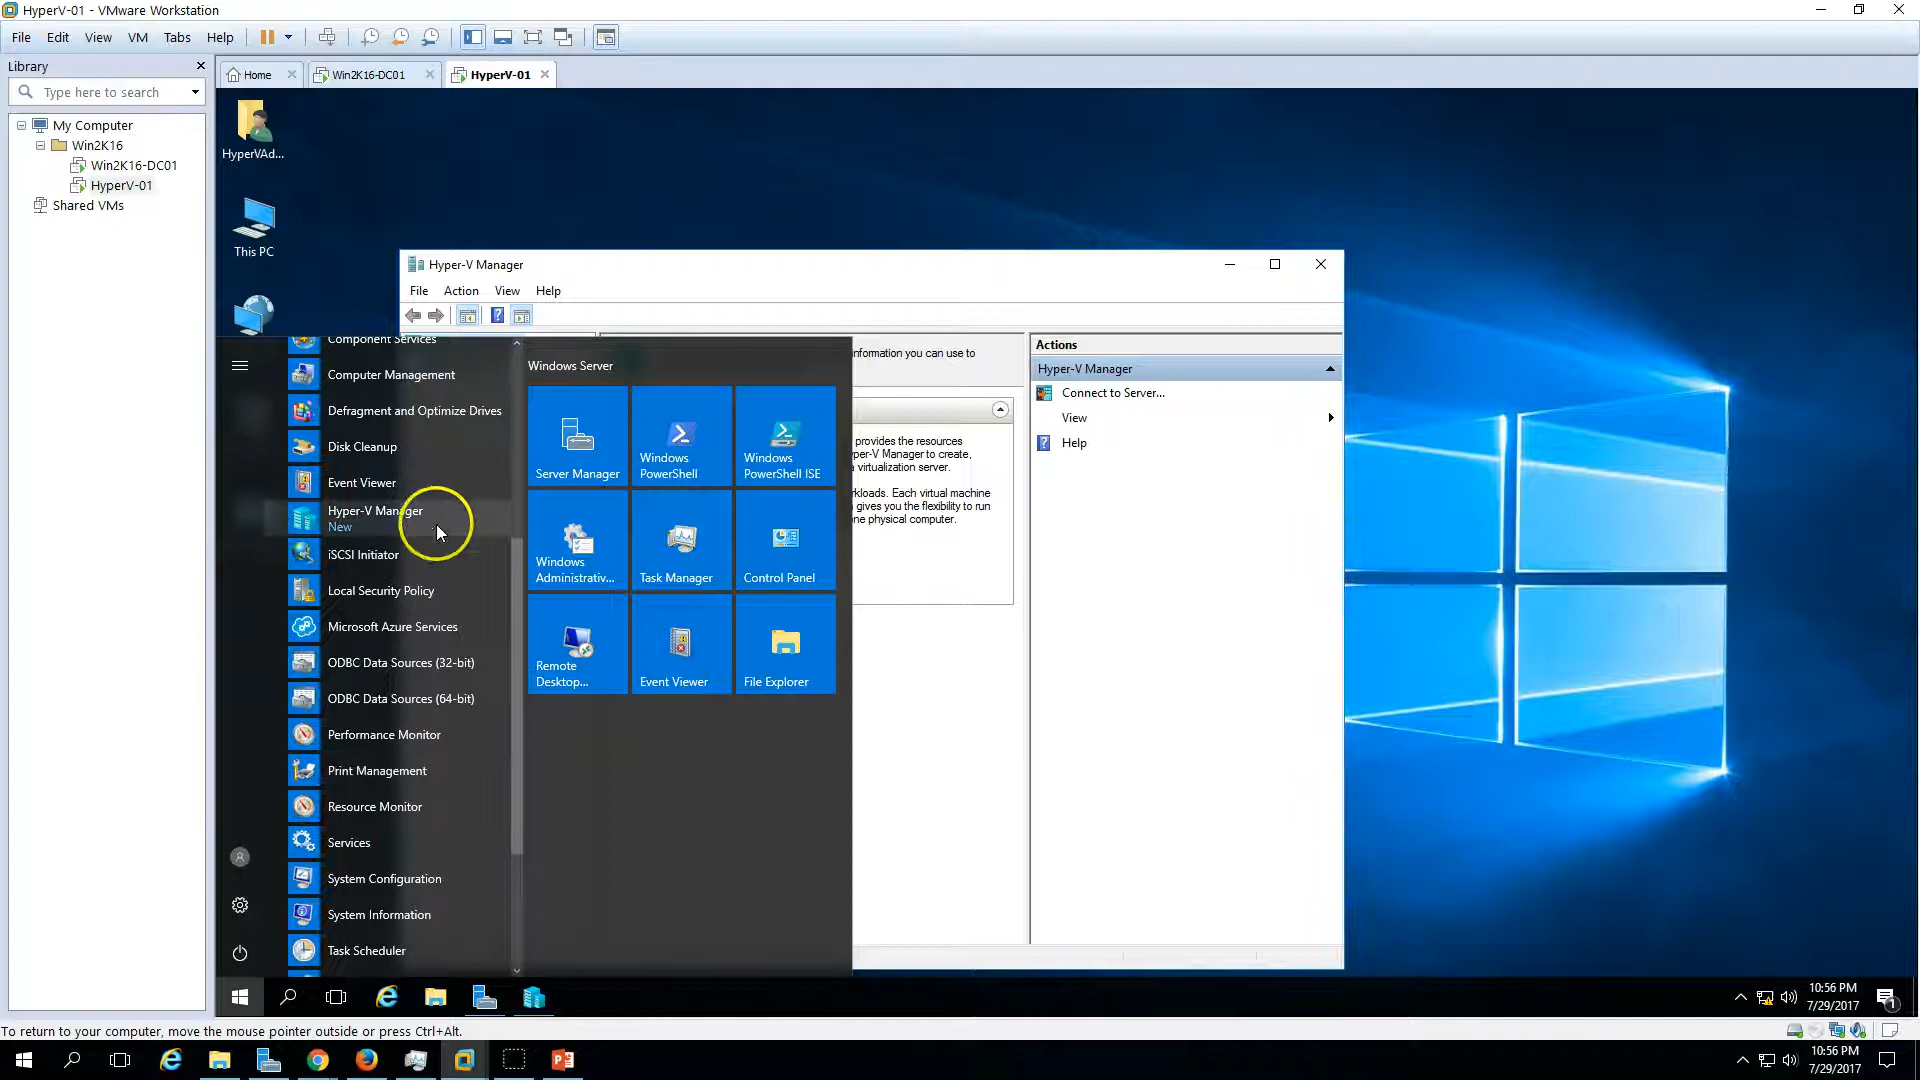 HyperV-01 - VMware Workstation
File Edit View VM Tabs Help
Library
Type here to search
My Computer
Win2K16
Win2K16-DC01
HyperV-01
Shared VMs
Home
Win2K16-DC01
HyperV-01
HyperVAd...
This PC
Hyper-V Manager
File Action View Help
Component Services
Computer Management
Defragment and Optimize Drives
Disk Cleanup
Event Viewer
Hyper-V Manager
New
iSCSI Initiator
Local Security Policy
Microsoft Azure Services
ODBC Data Sources (32-bit)
ODBC Data Sources (64-bit)
Performance Monitor
Print Management
Resource Monitor
Services
System Configuration
System Information
Task Scheduler
Windows Server
Server Manager
Windows
PowerShell
Windows
PowerShell ISE
Windows
Administrativ...
Task Manager
Control Panel
Remote
Desktop...
Event Viewer
File Explorer
information you can use to
provides the resources
yper-V Manager to create,
a virtualization server.
rkloads. Each virtual machine
gives you the flexibility to run
ne physical computer.
Actions
Hyper-V Manager
Connect to Server...
View
Help
10:56 PM
7/29/2017
1
To return to your computer, move the mouse pointer outside or press Ctrl+Alt.
10:56 PM
7/29/2017